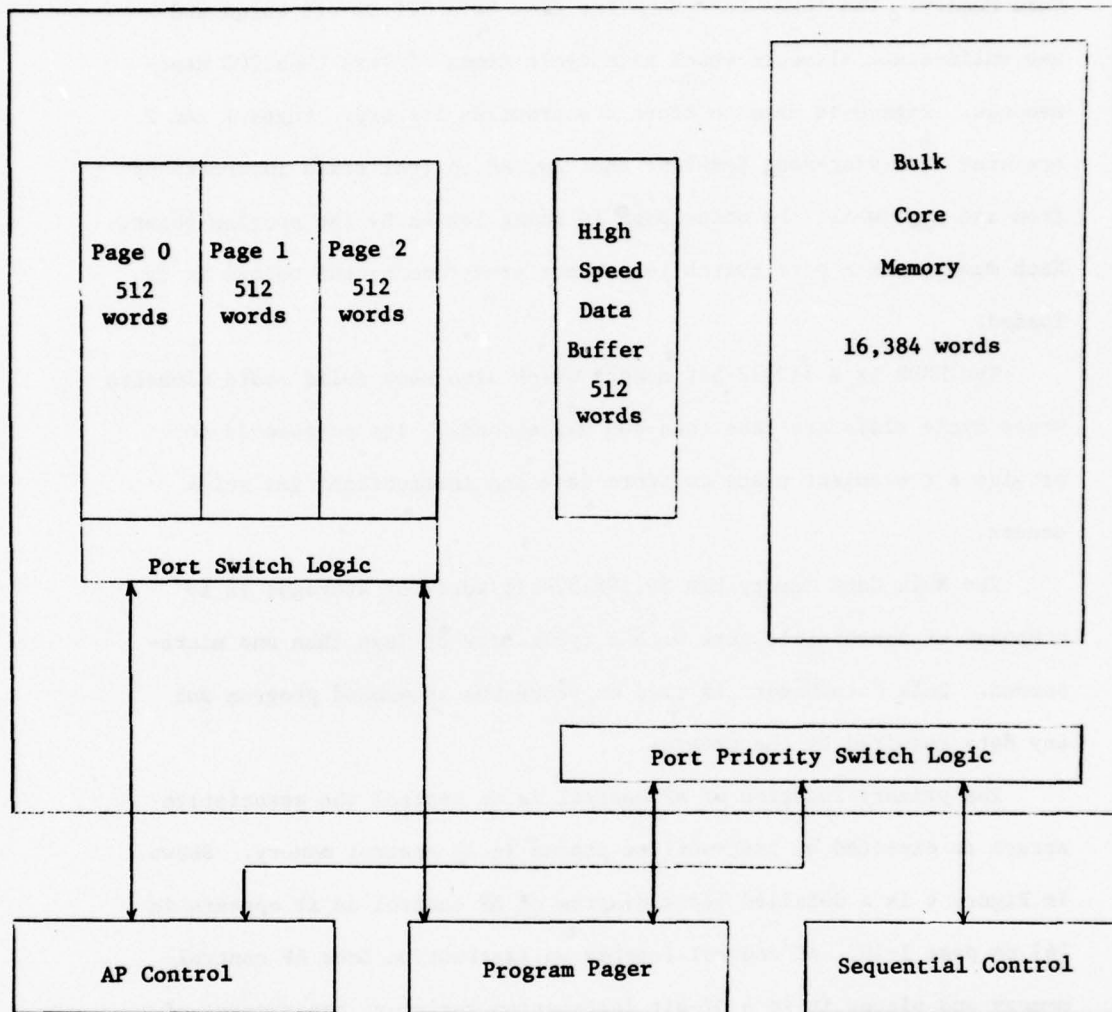 Page 0
512
words
Page 1
512
words
Page 2
512
words
Port Switch Logic
High
Speed
Data
Buffer
512
words
Bulk
Core
Memory
16,384 words
Port Priority Switch Logic
AP Control
Program Pager
Sequential Control